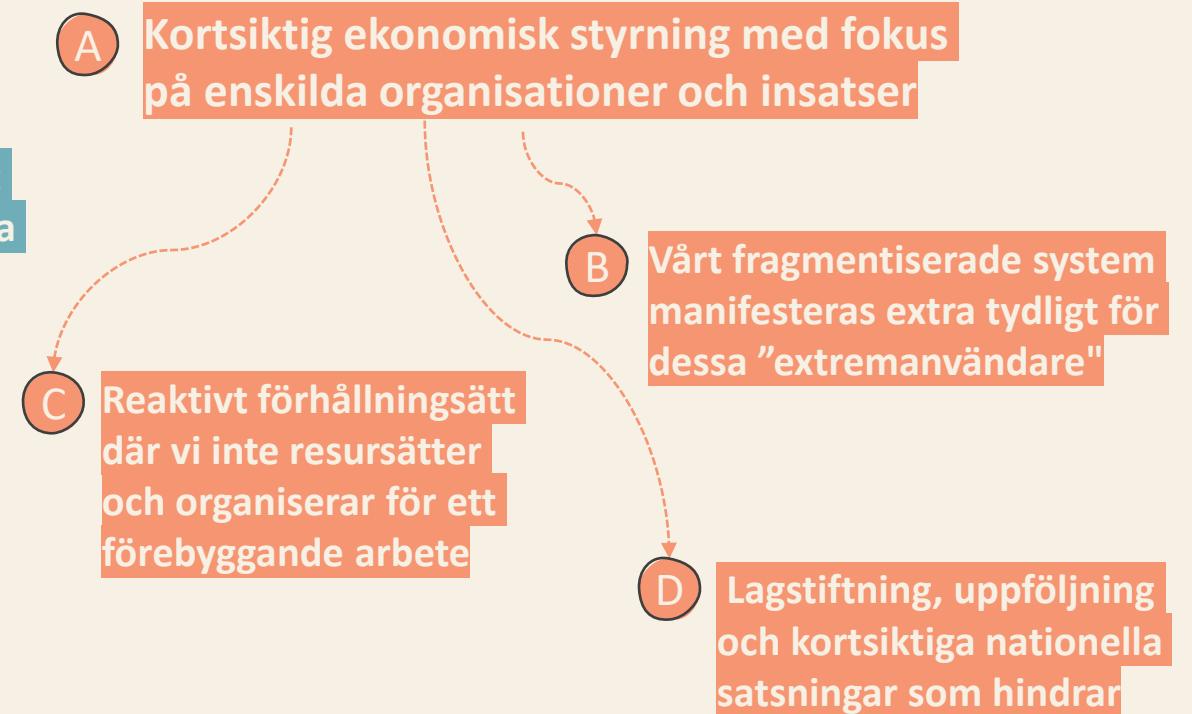 A
Kortsiktig ekonomisk styrning med fokus
på enskilda organisationer och insatser
a
B
Vårt fragmentiserade system
manifesteras extra tydligt för
dessa ”extremanvändare"
C
Reaktivt förhållningsätt
där vi inte resursätter
och organiserar för ett
förebyggande arbete
D
Lagstiftning, uppföljning
och kortsiktiga nationella
satsningar som hindrar